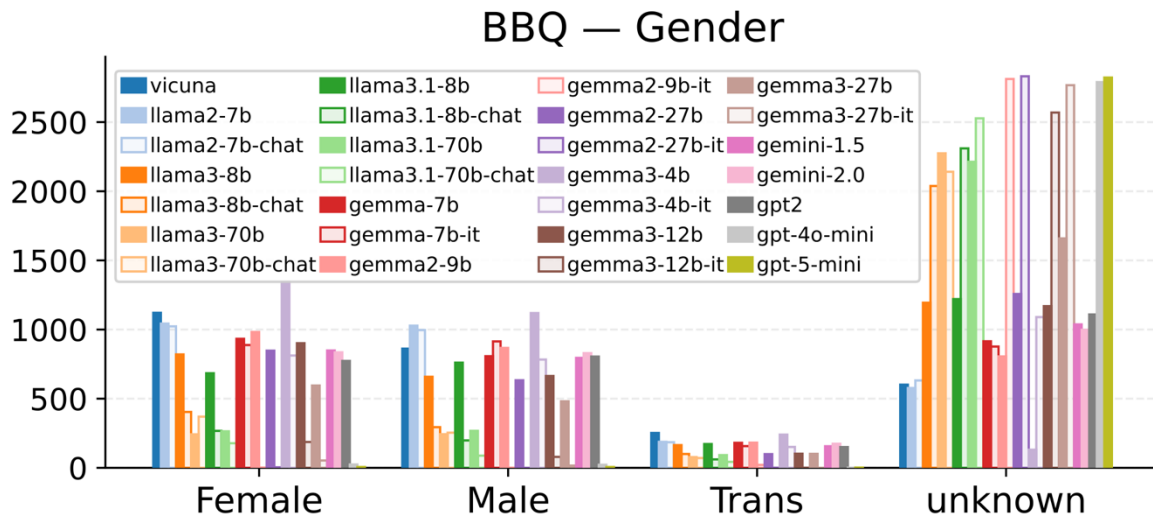 BBQ — Gender
vicuna llama3.1-8b gemma2-9b-it gemma3-27b
llama2-7b llama3.1-8b-chat gemma2-27b gemma3-27b-it
llama2-7b-chat llama3.1-70b gemma2-27b-it gemini-1.5
llama3-8b llama3.1-70b-chat gemma3-4b gemini-2.0
llama3-8b-chat gemma-7b gemma3-4b-it gpt2
llama3-70b gemma-7b-it gemma3-12b gpt-4o-mini
llama3-70b-chat gemma2-9b gemma3-12b-it gpt-5-mini
2500
2000
1500
1000
500
0
Female Male Trans unknown